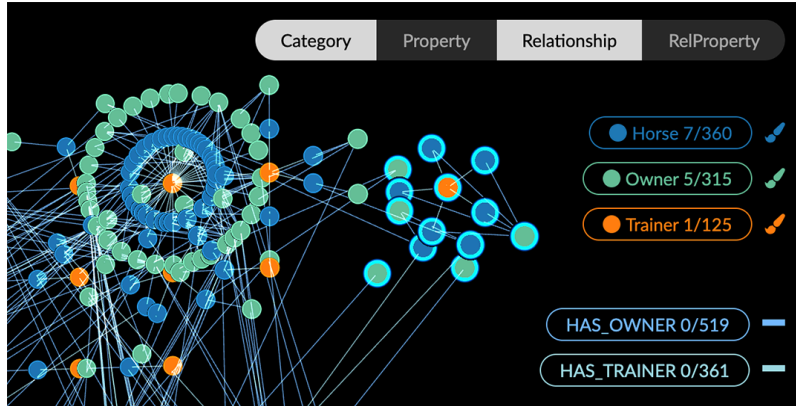 Category Property Relationship RelProperty
Horse 7/360
Owner 5/315
Trainer 1/125
HAS_OWNER 0/519
HAS_TRAINER 0/361